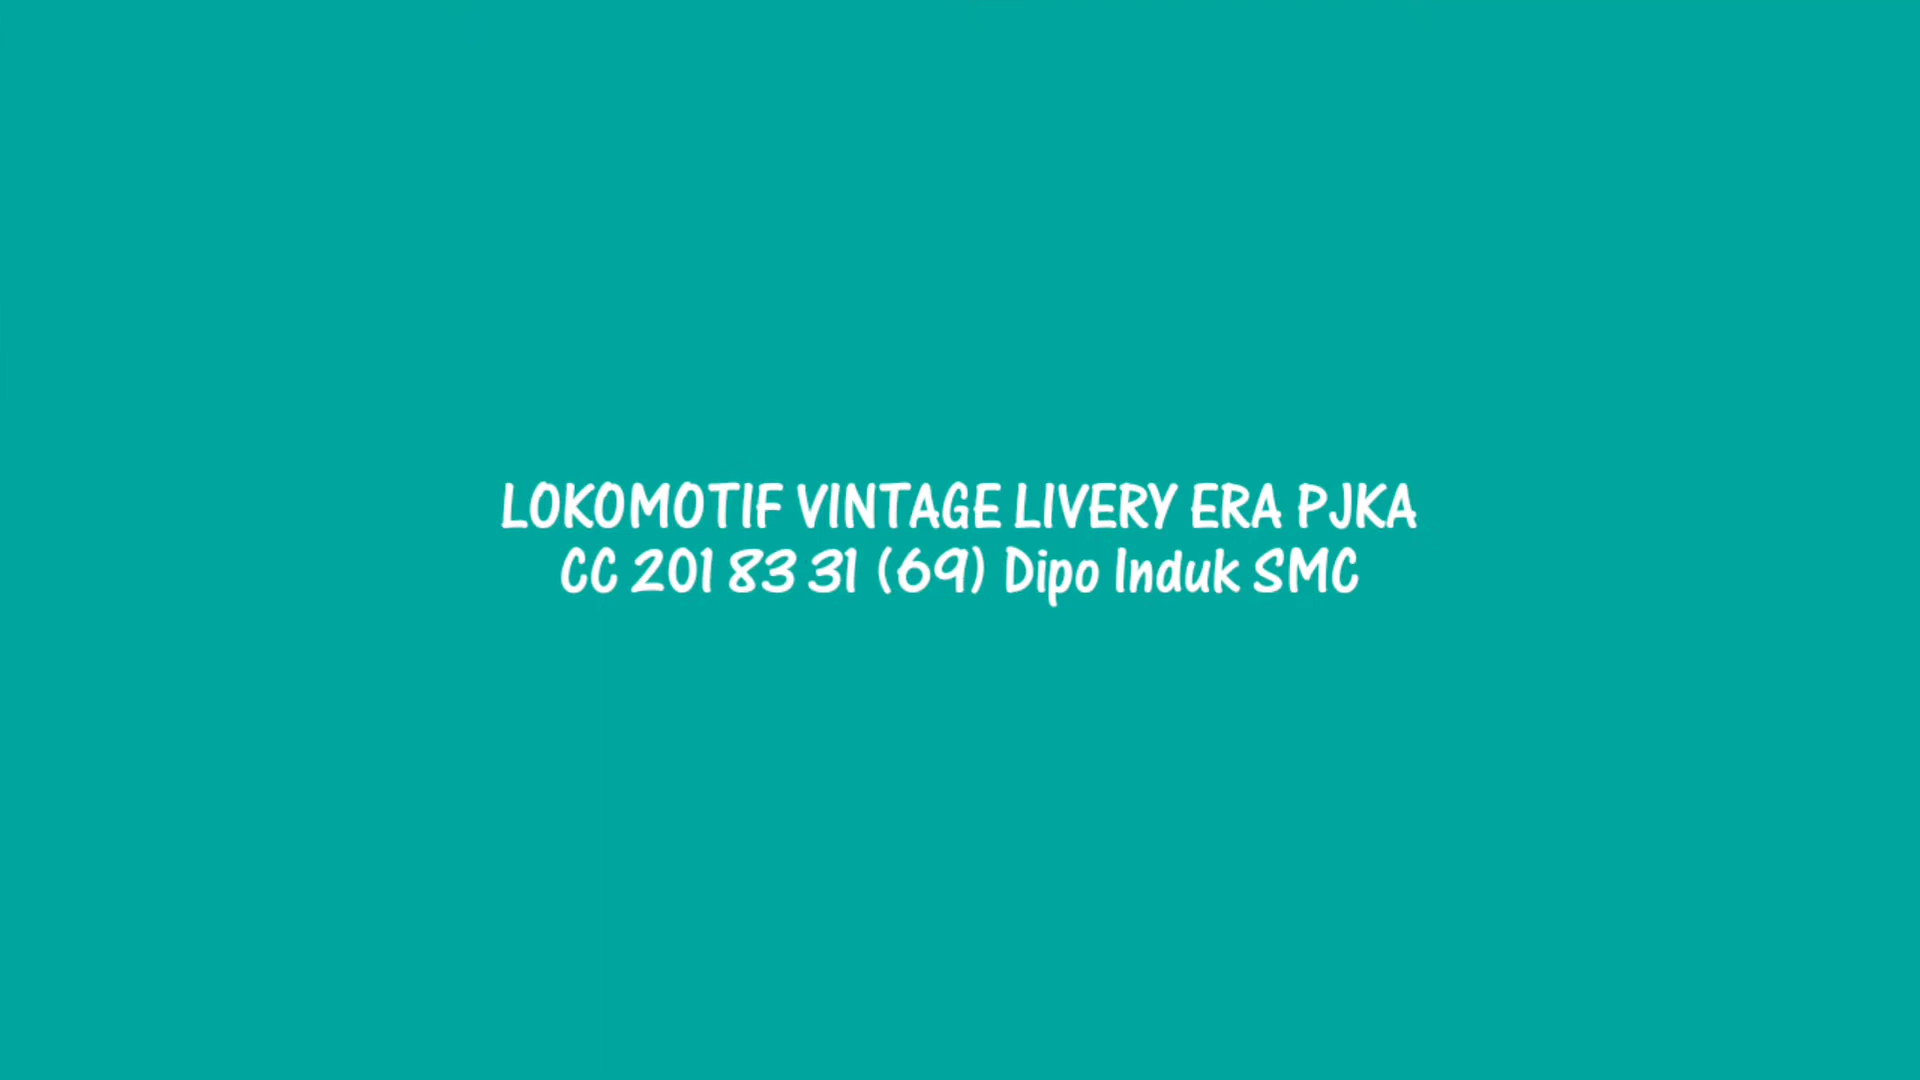 LOKOMOTIF VINTAGE LIVERY ERA PJKA
CC 201 83 31 (69) Dipo Induk SMC